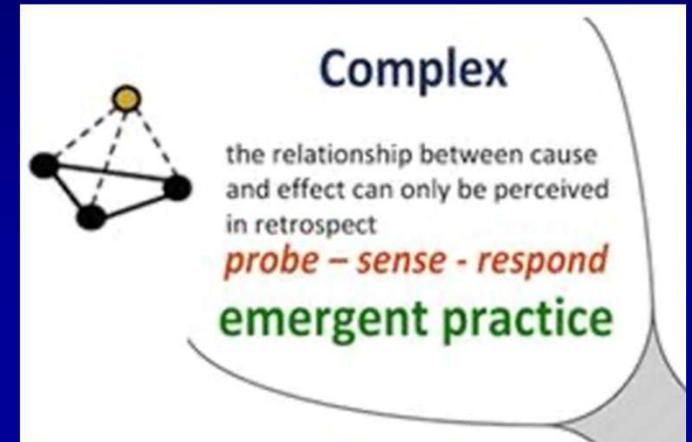 Complex
the relationship between cause
and effect can only be perceived
in retrospect
probe – sense - respond
emergent practice